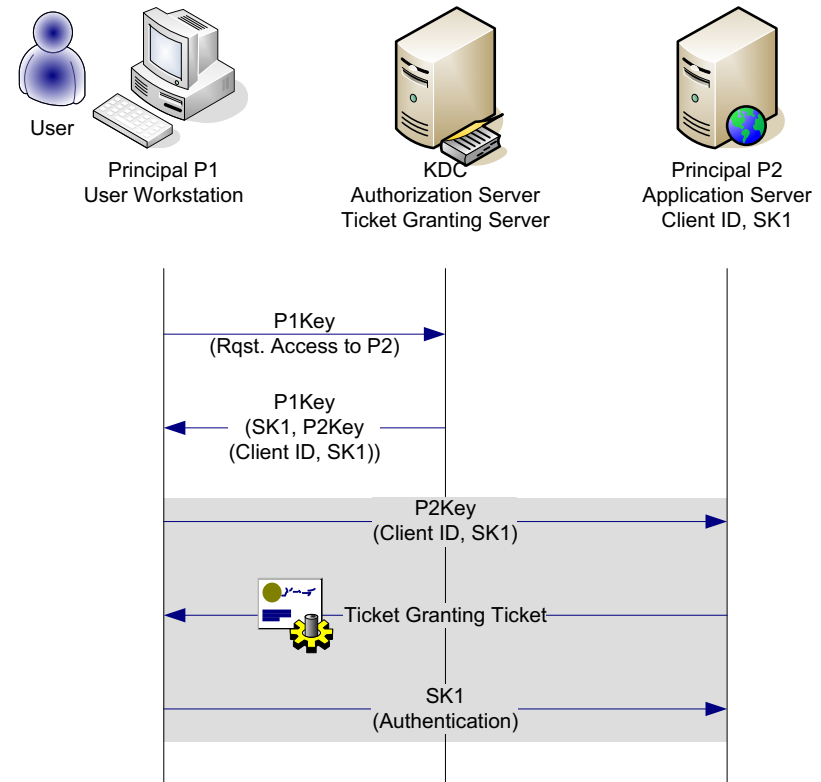 User
Principal P1
User Workstation
KDC
Authorization Server
Ticket Granting Server
Principal P2
Application Server
Client ID, SK1
P1Key
(Rqst. Access to P2)
P1Key
(SK1, P2Key
(Client ID, SK1))
P2Key
(Client ID, SK1)
Ticket Granting Ticket
SK1
(Authentication)